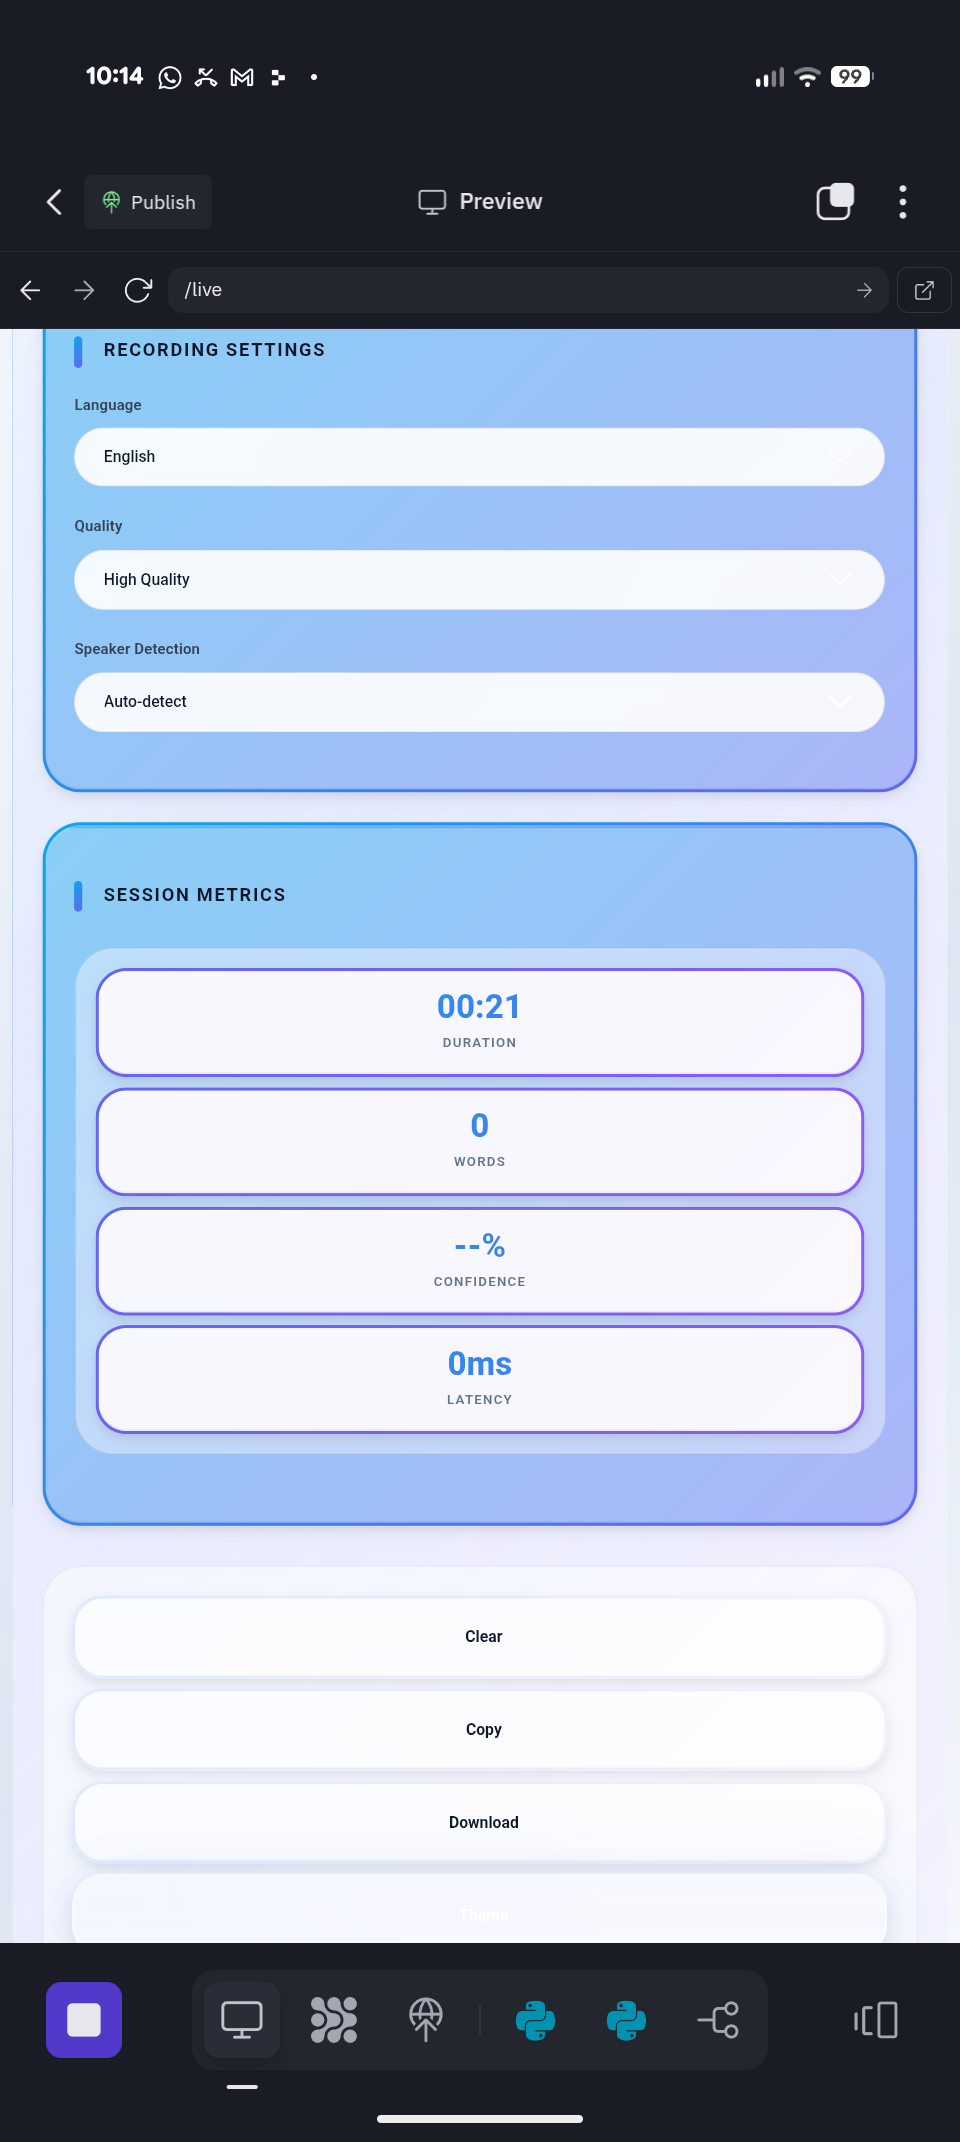 10:14
99
Publish
Preview
/live
RECORDING SETTINGS
Language
English
Quality
High Quality
Speaker Detection
Auto-detect
SESSION METRICS
00:21
DURATION
0
WORDS
--%
CONFIDENCE
0ms
LATENCY
Clear
Copy
Download
Theme